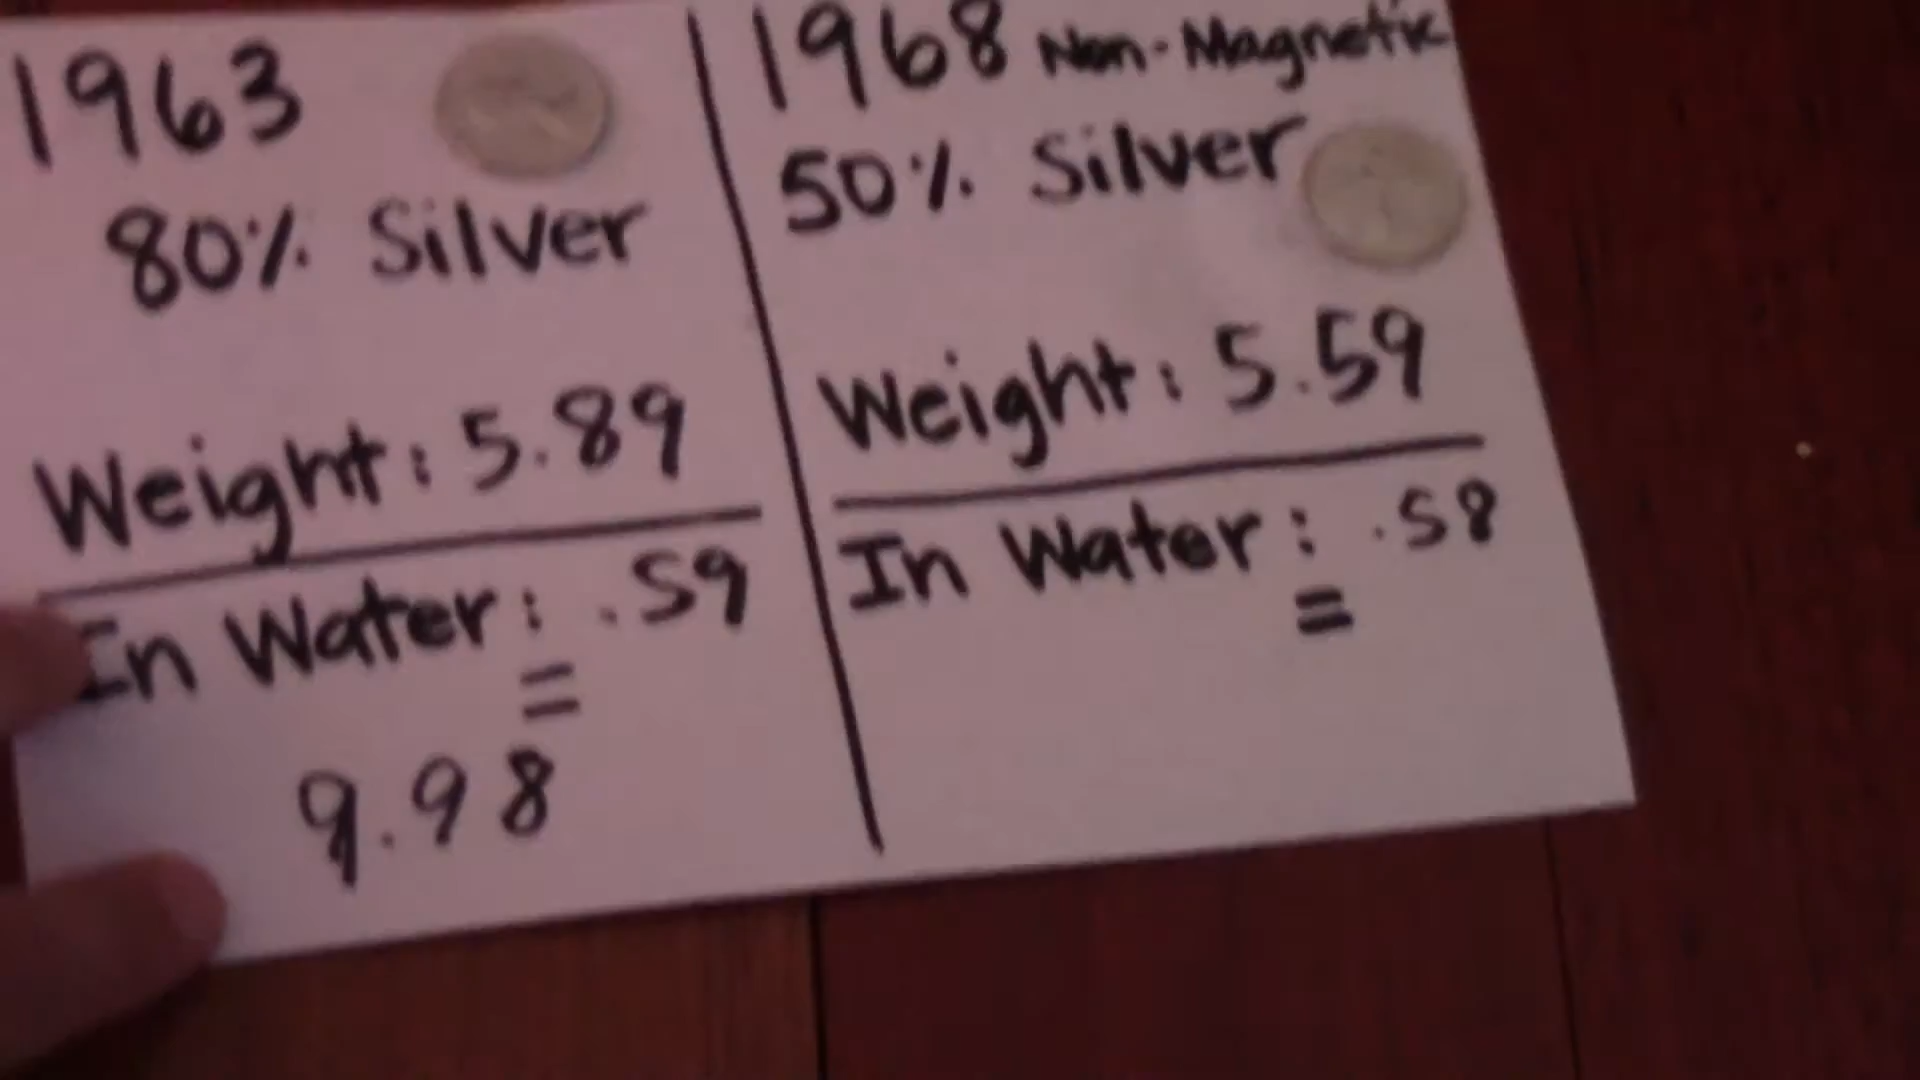 1963
80% Silver
Weight: 5.89
In Water: .59
=
9.98
1968 Non-Magnetic
50% Silver
Weight: 5.59
In Water: .58
=